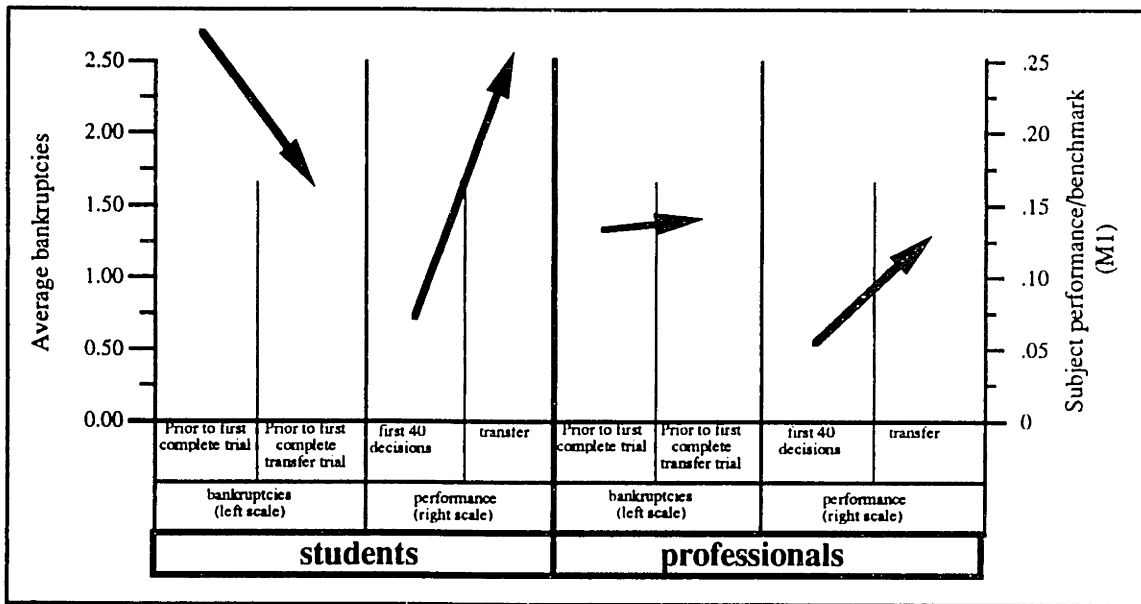 Average bankruptcies
2.50
2.00
1.50
1.00
0.50
0.00
.25
.20
.15
.10
.05
0
Subject performance/benchmark
(M1)
Prior to first
complete trial
Prior to first
complete
transfer trial
first 40
decisions
transfer
Prior to first
complete trial
Prior to first
complete
transfer trial
first 40
decisions
transfer
bankruptcies
(left scale)
performance
(right scale)
bankruptcies
(left scale)
performance
(right scale)
students
professionals